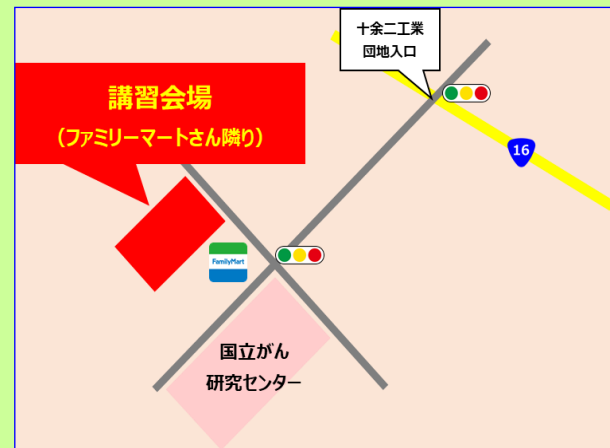 十余二工業
団地入口
講習会場
(ファミリーマートさん隣り)
16
FamilyMart
国立がん
研究センター